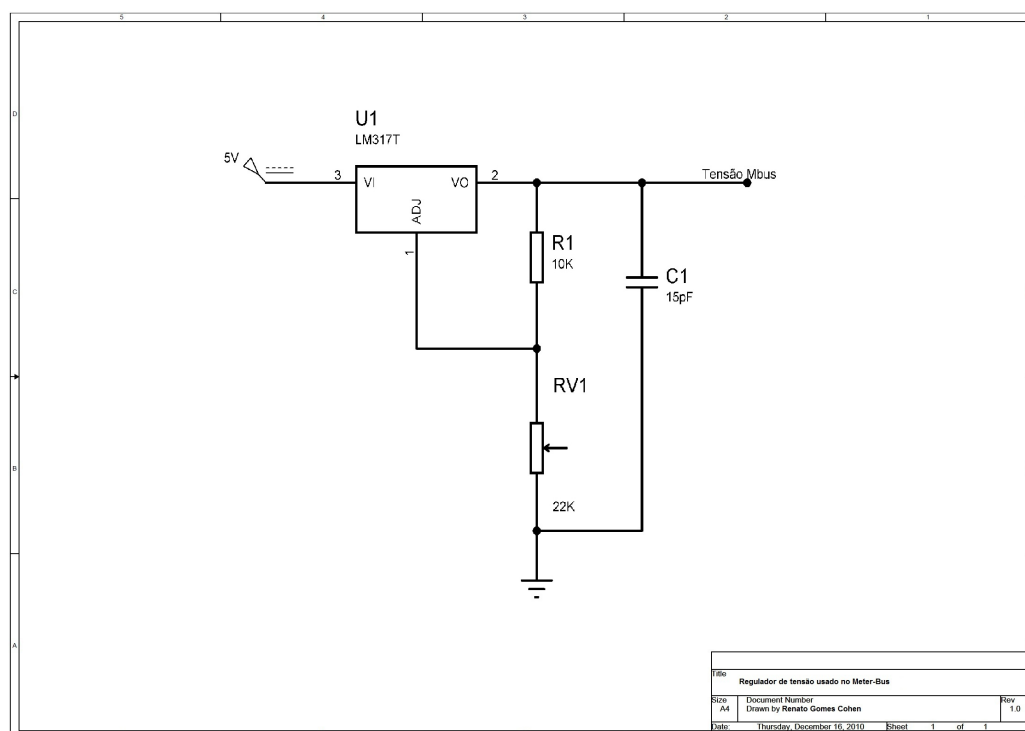 5 4 3 2 1
D
C
B
A
U1
LM317T
5V
3 VI VO 2
ADJ
1
Tensão Mbus
R1
10K
C1
15pF
RV1
22K
Title
Regulador de tensão usado no Meter-Bus
Size Document Number Rev
A4 Drawn by Renato Gomes Cohen 1.0
Date: Thursday, December 16, 2010 Sheet 1 of 1